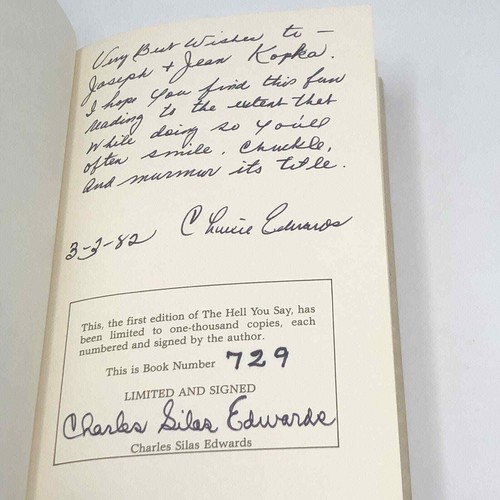 Very Best Wishes to —
Joseph + Jean Kopka.
I hope you find this fun
reading to the extent that
while doing so you'll
often smile, chuckle,
and murmur its title.
3-3-82 Edwards
This, the first edition of The Hell You Say, has
been limited to one-thousand copies, each
numbered and signed by the author.
This is Book Number 729
LIMITED AND SIGNED
Charles Silas Edwards
Charles Silas Edwards